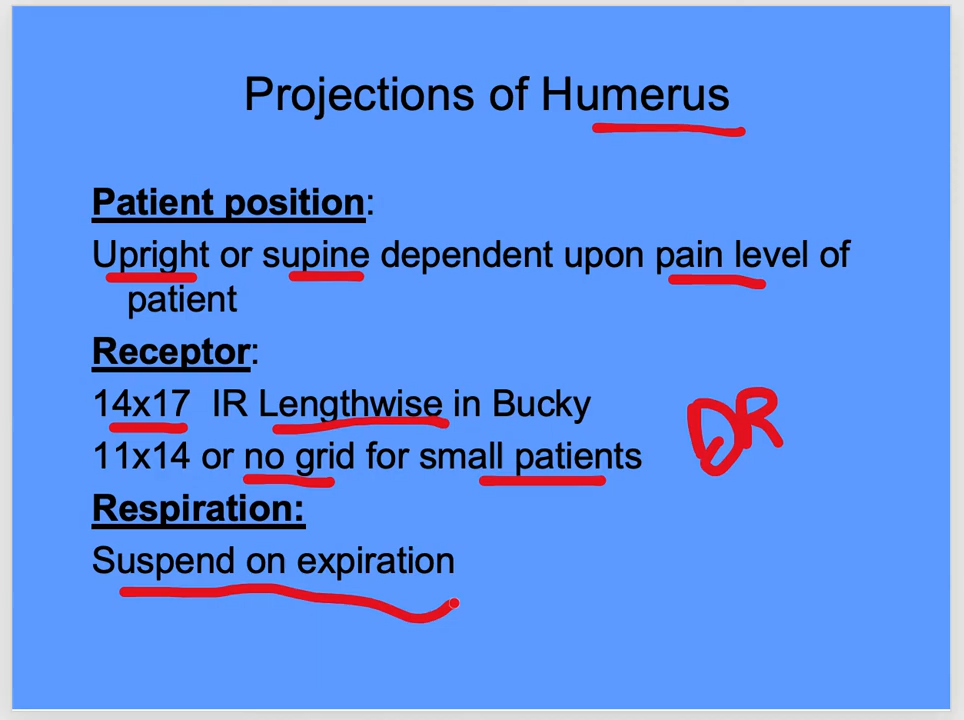 Projections of Humerus
Patient position:
Upright or supine dependent upon pain level of
patient
Receptor:
14x17 IR Lengthwise in Bucky
DR
11x14 or no grid for small patients
Respiration:
Suspend on expiration